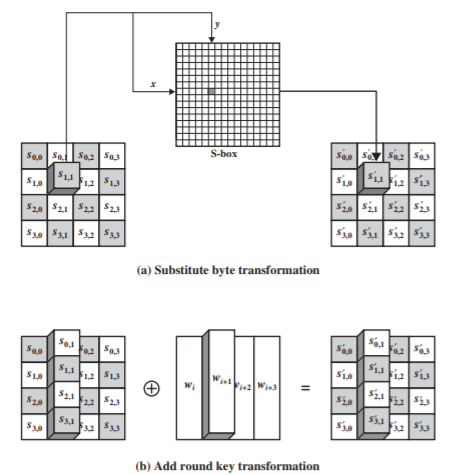 y
x
S-box
s0,0 s0,1 s0,2 s0,3
s1,0 s1,1 s1,2 s1,3
s2,0 s2,1 s2,2 s2,3
s3,0 s3,1 s3,2 s3,3
s′0,0 s′0,1 s′0,2 s′0,3
s′1,0 s′1,1 s′1,2 s′1,3
s′2,0 s′2,1 s′2,2 s′2,3
s′3,0 s′3,1 s′3,2 s′3,3
(a) Substitute byte transformation
s0,0 s0,1 s0,2 s0,3
s1,0 s1,1 s1,2 s1,3
s2,0 s2,1 s2,2 s2,3
s3,0 s3,1 s3,2 s3,3
⊕
wi wi+1 wi+2 wi+3
=
s′0,0 s′0,1 s′0,2 s′0,3
s′1,0 s′1,1 s′1,2 s′1,3
s′2,0 s′2,1 s′2,2 s′2,3
s′3,0 s′3,1 s′3,2 s′3,3
(b) Add round key transformation